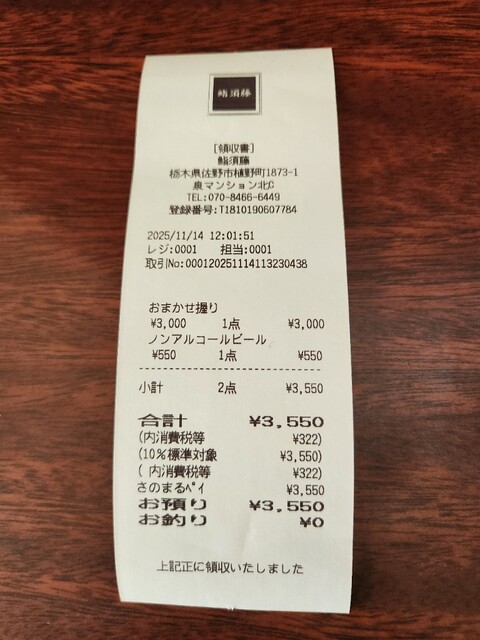 鮨須藤
[領収書]
鮨須藤
栃木県佐野市植野町1873-1
泉マンション北C
TEL:070-8466-6449
登録番号:T1810190607784
2025/11/14 12:01:51
レジ:0001 担当:0001
取引No:00012025111411323043​8
おまかせ握り
¥3,000 1点 ¥3,000
ノンアルコールビール
¥550 1点 ¥550
小計 2点 ¥3,550
合計 ¥3,550
(内消費税等 ¥322)
(10%標準対象 ¥3,550)
( 内消費税等 ¥322)
さのまるペイ ¥3,550
お預り ¥3,550
お釣り ¥0
上記正に領収いたしました